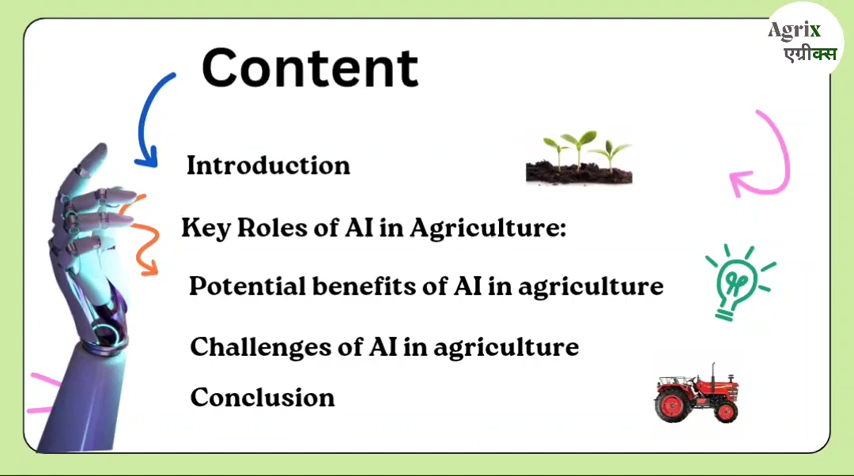 Agrix
एग्रीक्स
Content
Introduction
Key Roles of AI in Agriculture:
Potential benefits of AI in agriculture
Challenges of AI in agriculture
Conclusion